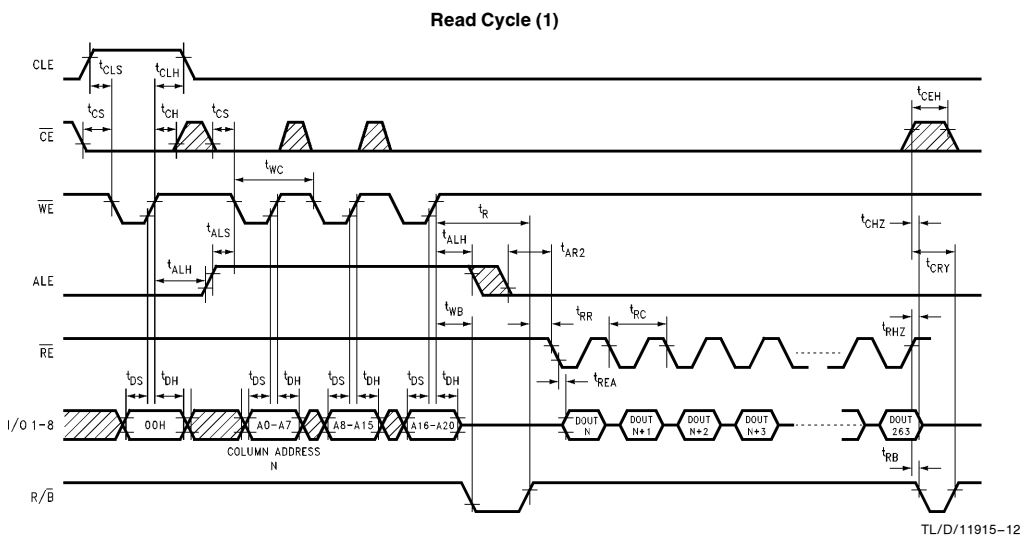 Read Cycle (1)
CLE
tCLS
tCLH
tCEH
tCS
tCH
tCS
CE
tWC
WE
tR
tCHZ
tALS
tALH
tAR2
tALH
tCRY
ALE
tWB
tRR
tRC
tRHZ
RE
tREA
tDS
tDH
tDS
tDH
tDS
tDH
tDS
tDH
I/O 1-8
00H
A0-A7
A8-A15
A16-A20
DOUT
N
DOUT
N+1
DOUT
N+2
DOUT
N+3
DOUT
263
COLUMN ADDRESS
N
tRB
R/B
TL/D/11915–12